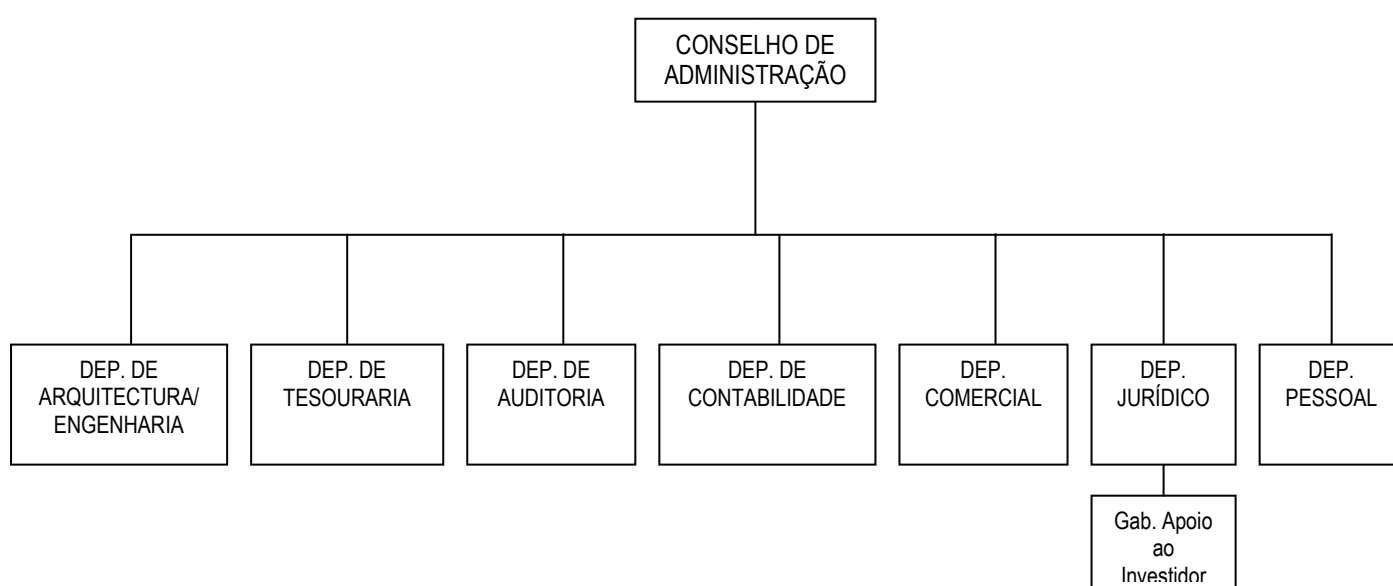 CONSELHO DE
ADMINISTRAÇÃO
DEP. DE
ARQUITECTURA/
ENGENHARIA
DEP. DE
TESOURARIA
DEP. DE
AUDITORIA
DEP. DE
CONTABILIDADE
DEP.
COMERCIAL
DEP.
JURÍDICO
DEP.
PESSOAL
Gab. Apoio
ao
Investidor